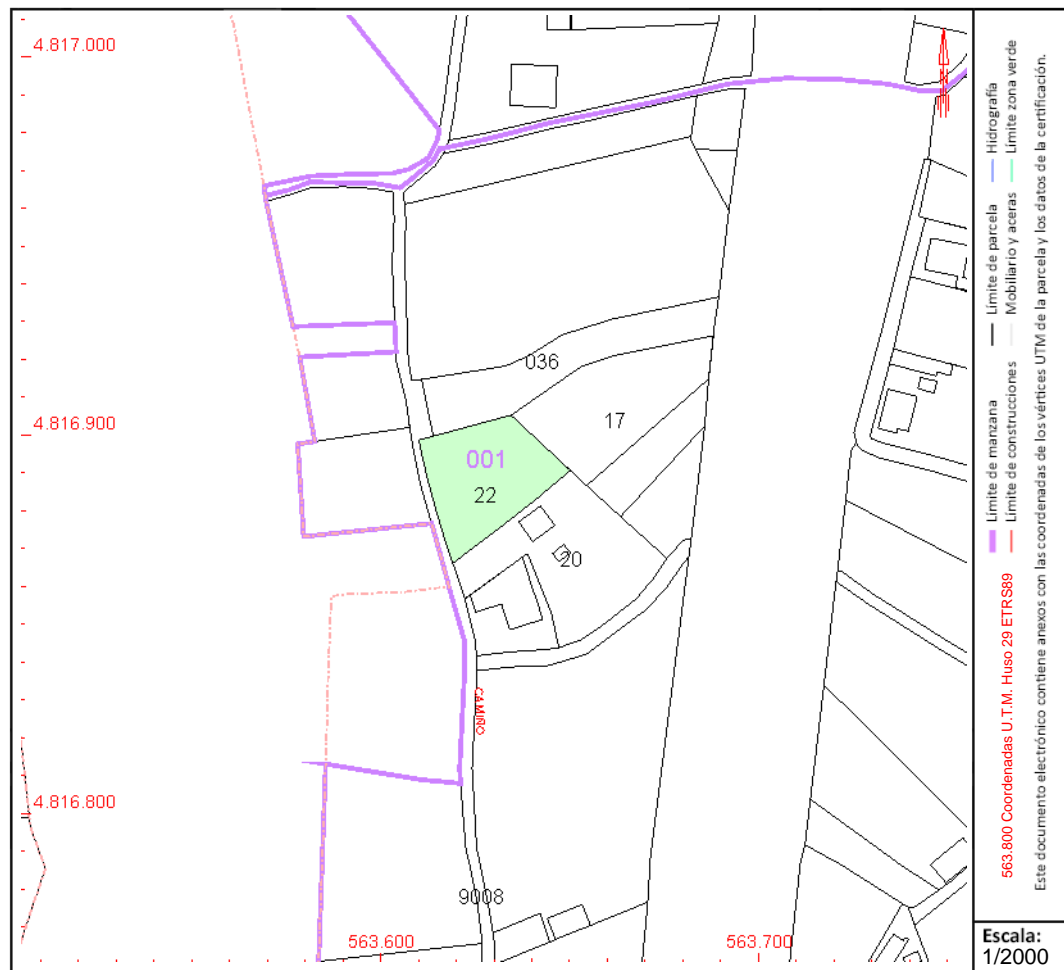 4.817.000
036
17
4.816.900
001
22
20
CAMIÑO
4.816.800
9008
563.600
563.700
Límite de manzana
Límite de parcela
Hidrografía
Límite de construcciones
Mobiliario y aceras
Límite zona verde
563.800 Coordenadas U.T.M. Huso 29 ETRS89
Este documento electrónico contiene anexos con las coordenadas de los vértices UTM de la parcela y los datos de la certificación.
Escala:
1/2000